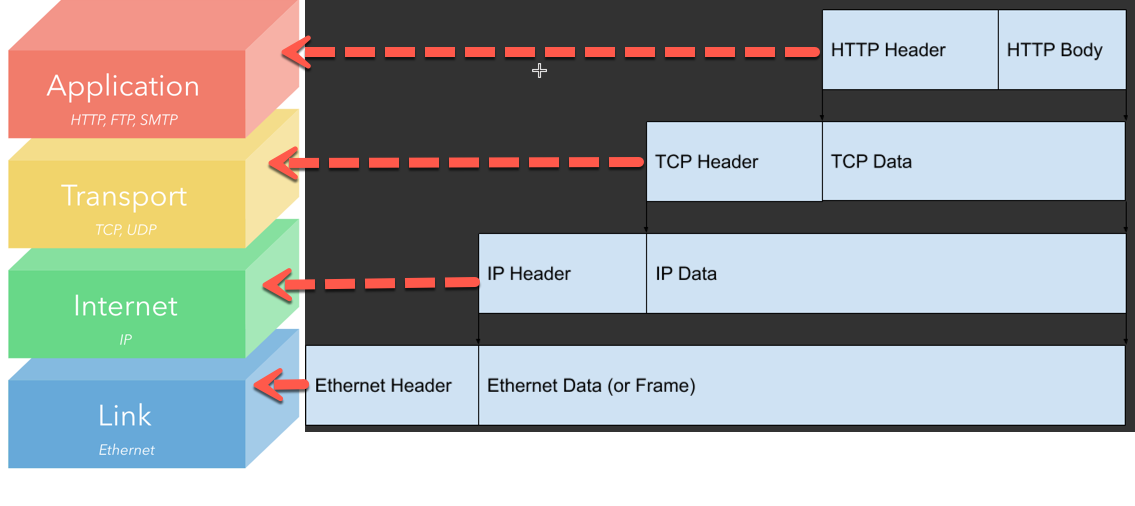 Application
HTTP, FTP, SMTP
HTTP Header
HTTP Body
Transport
TCP, UDP
TCP Header
TCP Data
Internet
IP
IP Header
IP Data
Link
Ethernet
Ethernet Header
Ethernet Data (or Frame)